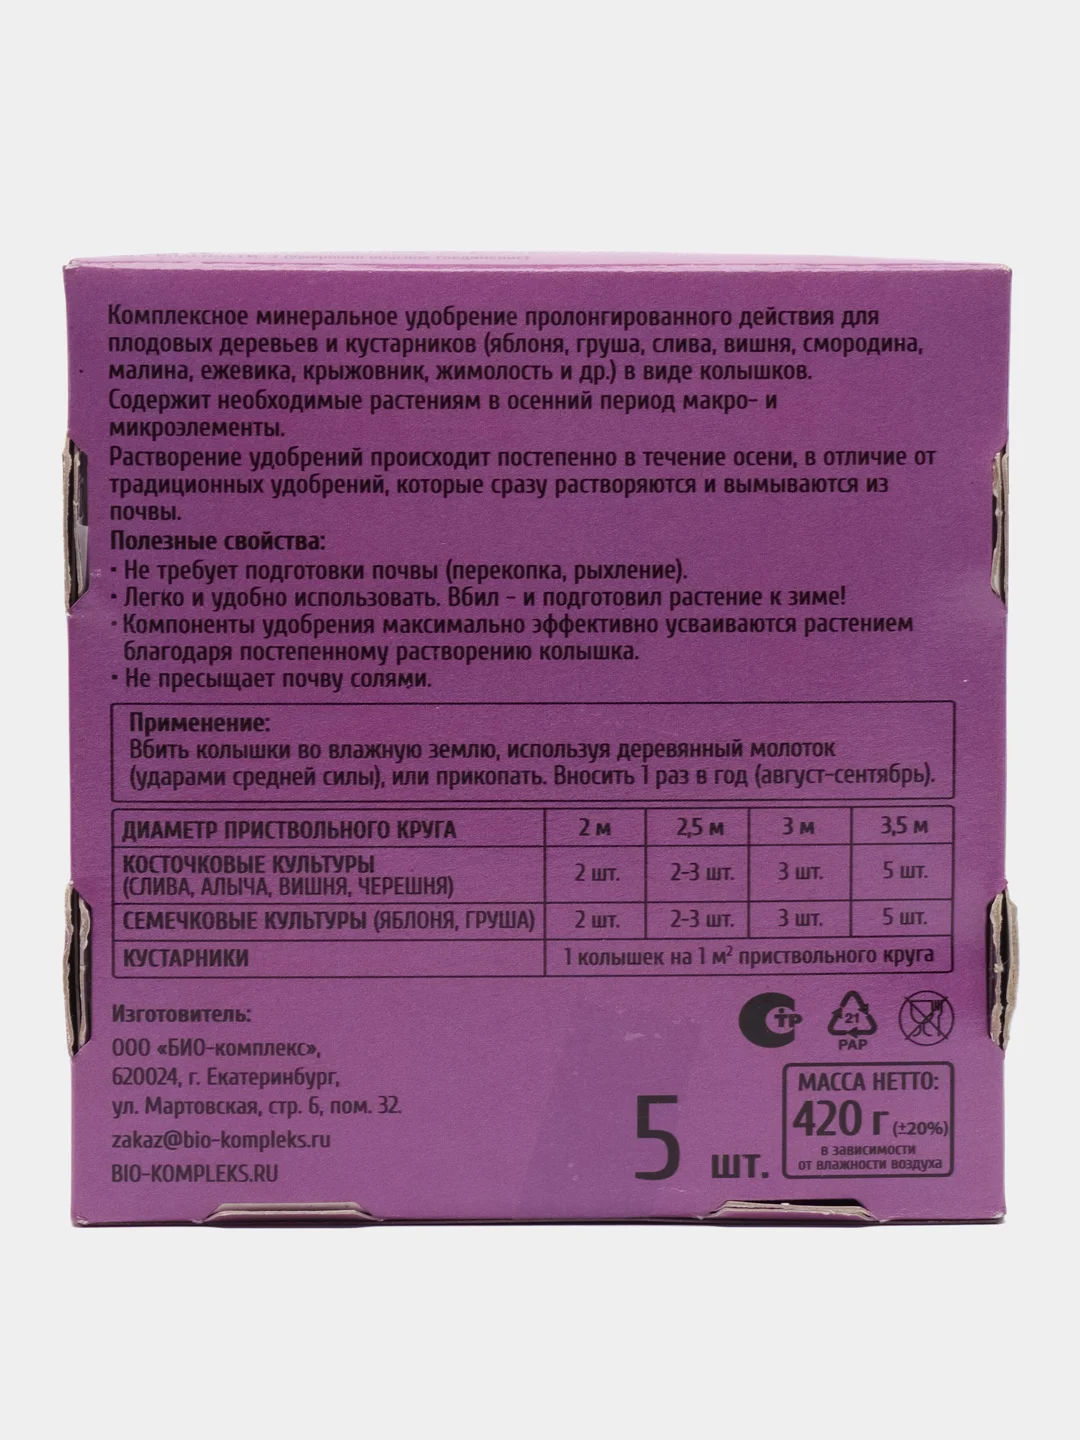 Комплексное минеральное удобрение пролонгированного действия для
плодовых деревьев и кустарников (яблоня, груша, слива, вишня, смородина,
малина, ежевика, крыжовник, жимолость и др.) в виде колышков.
Содержит необходимые растениям в осенний период макро- и
микроэлементы.
Растворение удобрений происходит постепенно в течение осени, в отличие от
традиционных удобрений, которые сразу растворяются и вымываются из
почвы.
Полезные свойства:
• Не требует подготовки почвы (перекопка, рыхление).
• Легко и удобно использовать. Вбил - и подготовил растение к зиме!
• Компоненты удобрения максимально эффективно усваиваются растением
благодаря постепенному растворению колышка.
• Не пресыщает почву солями.
Применение:
Вбить колышки во влажную землю, используя деревянный молоток
(ударами средней силы), или прикопать. Вносить 1 раз в год (август-сентябрь).
ДИАМЕТР ПРИСТВОЛЬНОГО КРУГА 2 м 2,5 м 3 м 3,5 м
КОСТОЧКОВЫЕ КУЛЬТУРЫ
(СЛИВА, АЛЫЧА, ВИШНЯ, ЧЕРЕШНЯ) 2 шт. 2-3 шт. 3 шт. 5 шт.
СЕМЕЧКОВЫЕ КУЛЬТУРЫ (ЯБЛОНЯ, ГРУША) 2 шт. 2-3 шт. 3 шт. 5 шт.
КУСТАРНИКИ 1 колышек на 1 м² приствольного круга
Изготовитель:
ООО «БИО-комплекс»,
620024, г. Екатеринбург,
ул. Мартовская, стр. 6, пом. 32.
zakaz@bio-kompleks.ru
BIO-KOMPLEKS.RU
СТР
21
PAP
5 шт.
МАССА НЕТТО:
420 г (±20%)
в зависимости
от влажности воздуха